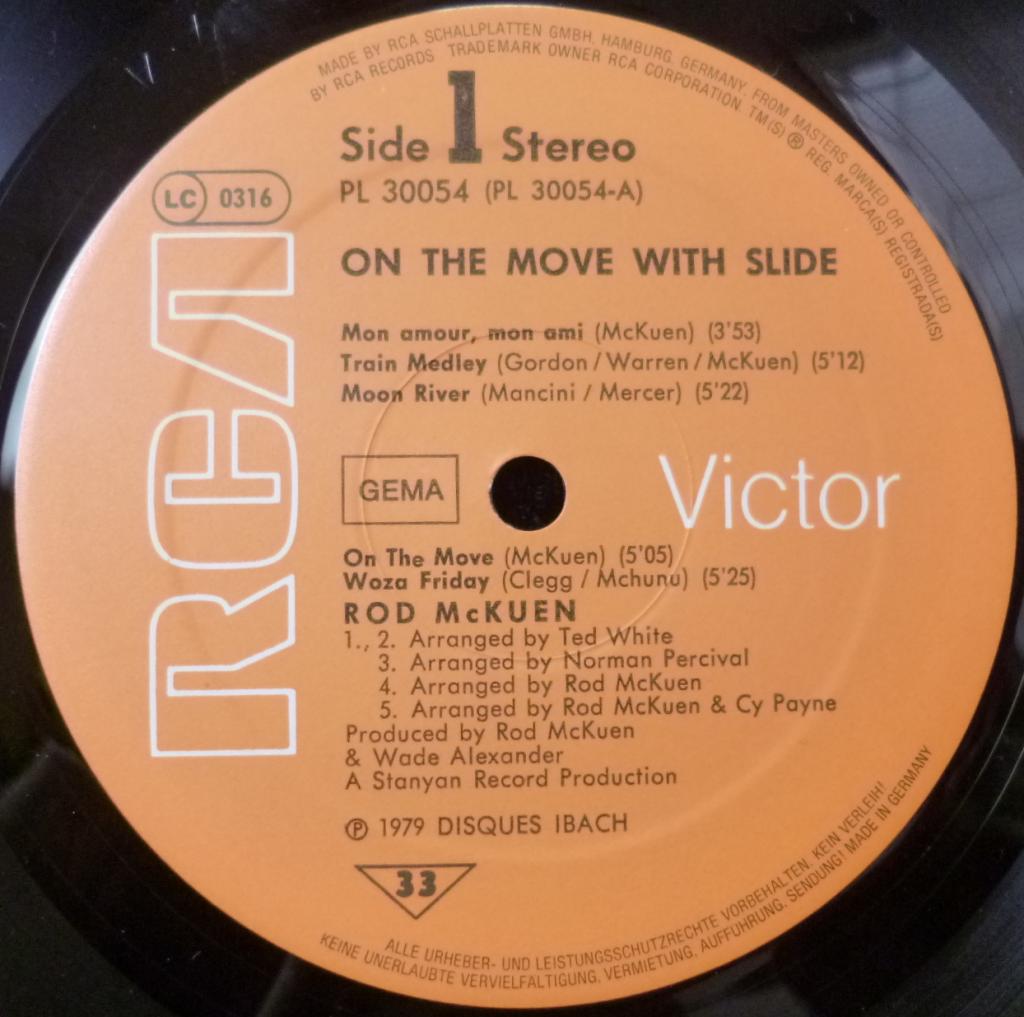 MADE BY RCA SCHALLPLATTEN GMBH, HAMBURG, GERMANY, FROM MASTERS OWNED OR CONTROLLED
BY RCA RECORDS TRADEMARK OWNER RCA CORPORATION TM(S) ® REG. MARCA(S) REGISTRADA(S)
Side 1 Stereo
PL 30054 (PL 30054-A)
LC 0316
RCA
ON THE MOVE WITH SLIDE
Mon amour, mon ami (McKuen) (3'53)
Train Medley (Gordon / Warren / McKuen) (5'12)
Moon River (Mancini / Mercer) (5'22)
GEMA
Victor
On The Move (McKuen) (5'05)
Woza Friday (Clegg / Mchunu) (5'25)
ROD McKUEN
1., 2. Arranged by Ted White
3. Arranged by Norman Percival
4. Arranged by Rod McKuen
5. Arranged by Rod McKuen & Cy Payne
Produced by Rod McKuen
& Wade Alexander
A Stanyan Record Production
℗ 1979 DISQUES IBACH
33
ALLE URHEBER- UND LEISTUNGSSCHUTZRECHTE VORBEHALTEN. KEIN VERLEIH!
KEINE UNERLAUBTE VERVIELFÄLTIGUNG, VERMIETUNG, AUFFÜHRUNG, SENDUNG! MADE IN GERMANY